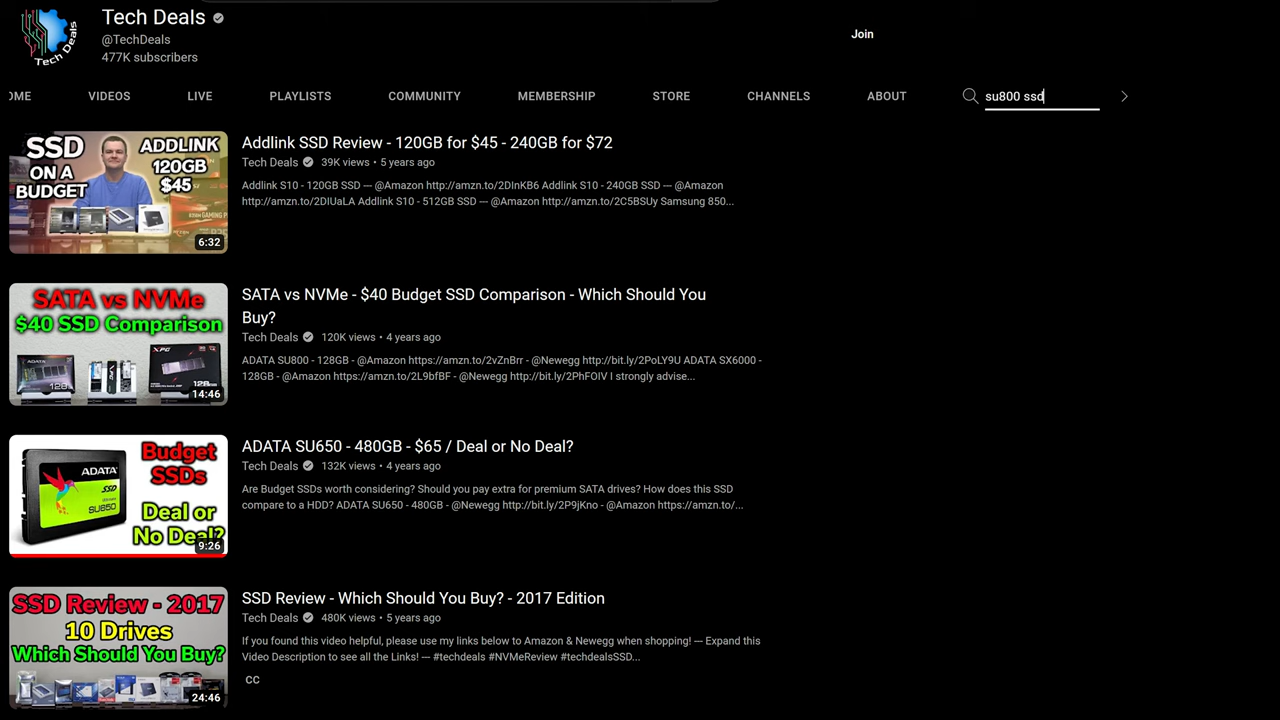 Tech Deals
@TechDeals
477K subscribers
Join
Tech Deals
OME VIDEOS LIVE PLAYLISTS COMMUNITY MEMBERSHIP STORE CHANNELS ABOUT su800 ssd
SSD
ON A
BUDGET
ADDLINK
120GB
$45
6:32
Addlink SSD Review - 120GB for $45 - 240GB for $72
Tech Deals 39K views • 5 years ago
Addlink S10 - 120GB SSD --- @Amazon http://amzn.to/2DInKB6 Addlink S10 - 240GB SSD --- @Amazon
http://amzn.to/2DIUaLA Addlink S10 - 512GB SSD --- @Amazon http://amzn.to/2C5BSUy Samsung 850...
SATA vs NVMe
$40 SSD Comparison
ADATA
128
XPG
128GB
14:46
SATA vs NVMe - $40 Budget SSD Comparison - Which Should You
Buy?
Tech Deals 120K views • 4 years ago
ADATA SU800 - 128GB - @Amazon https://amzn.to/2vZnBrr - @Newegg http://bit.ly/2PoLY9U ADATA SX6000 -
128GB - @Amazon https://amzn.to/2L9bfBF - @Newegg http://bit.ly/2PhFOIV I strongly advise...
Budget
SSDs
Deal or
No Deal?
ADATA
SSD
SU650
9:26
ADATA SU650 - 480GB - $65 / Deal or No Deal?
Tech Deals 132K views • 4 years ago
Are Budget SSDs worth considering? Should you pay extra for premium SATA drives? How does this SSD
compare to a HDD? ADATA SU650 - 480GB - @Newegg http://bit.ly/2P9jKno - @Amazon https://amzn.to/...
SSD Review - 2017
10 Drives
Which Should You Buy?
24:46
SSD Review - Which Should You Buy? - 2017 Edition
Tech Deals 480K views • 5 years ago
If you found this video helpful, please use my links below to Amazon & Newegg when shopping! --- Expand this
Video Description to see all the Links! --- #techdeals #NVMeReview #techdealsSSD...
CC